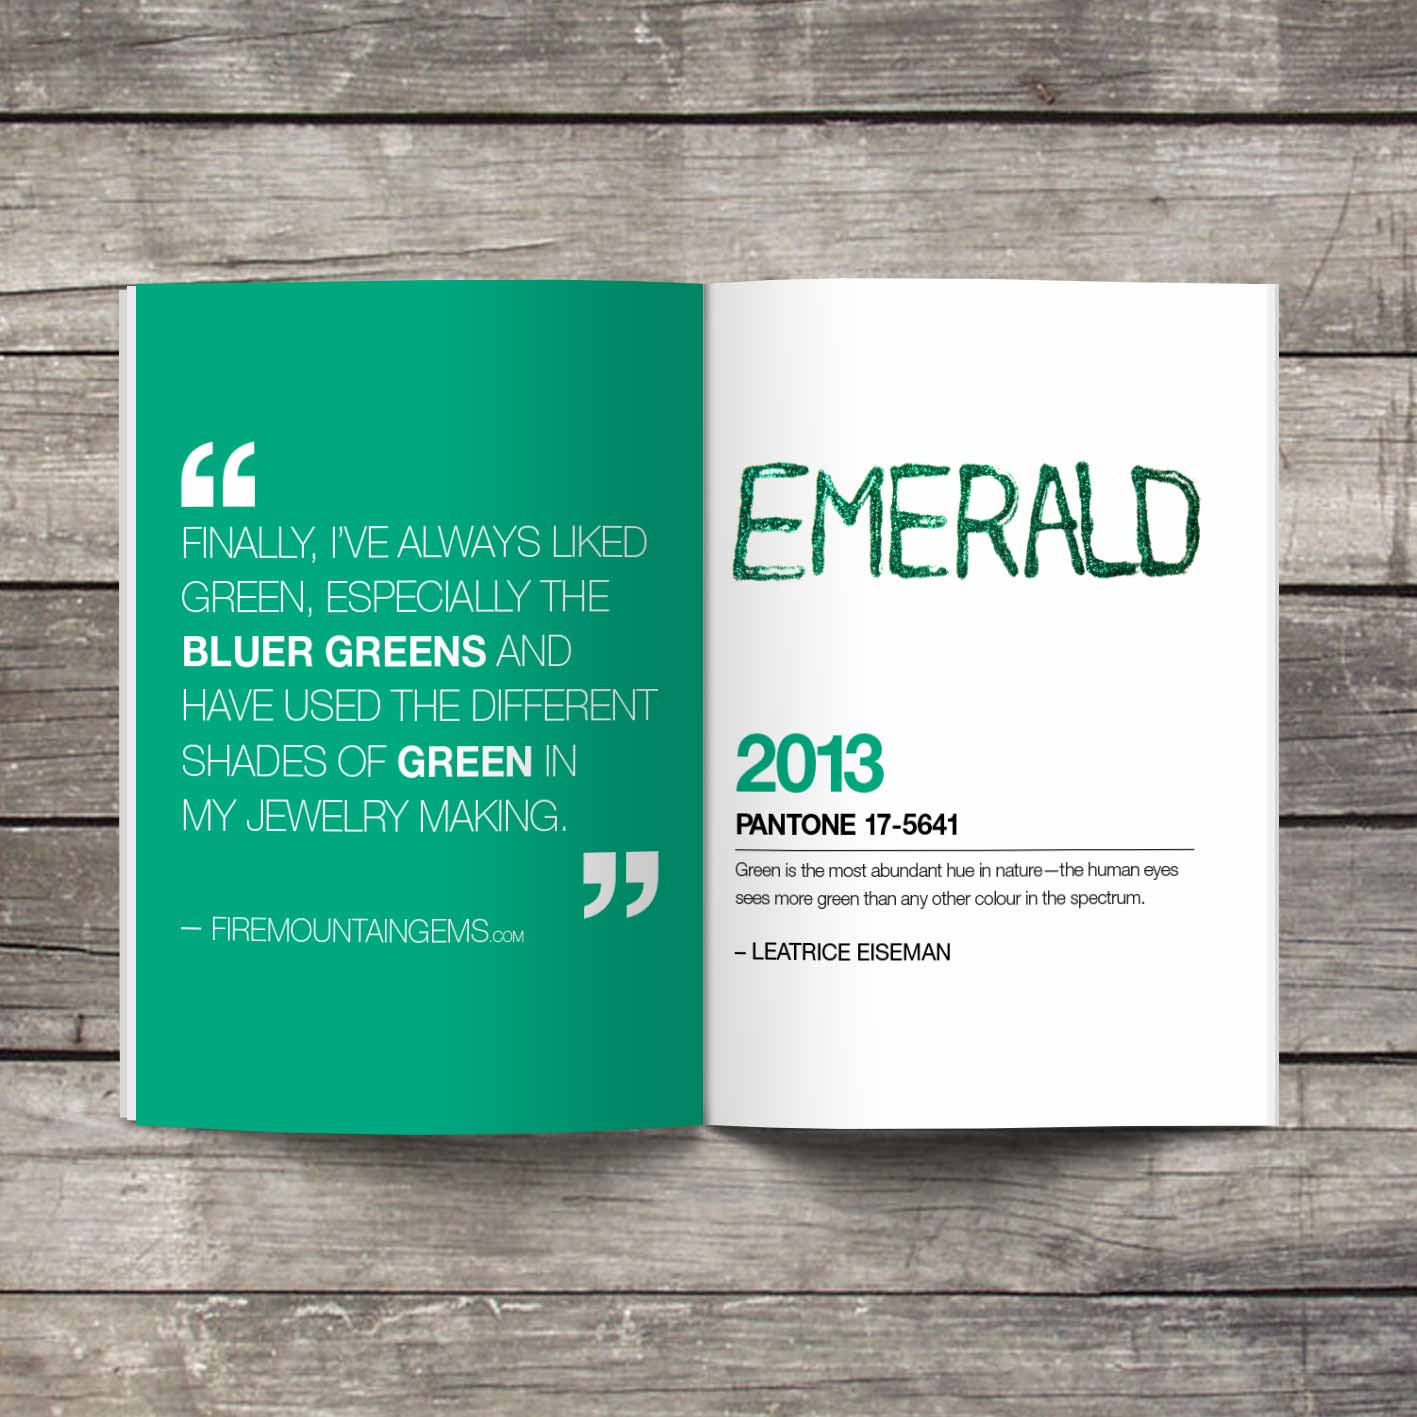 “
FINALLY, I'VE ALWAYS LIKED
GREEN, ESPECIALLY THE
BLUER GREENS AND
HAVE USED THE DIFFERENT
SHADES OF GREEN IN
MY JEWELRY MAKING.
”
– FIREMOUNTAINGEMS.COM
EMERALD
2013
PANTONE 17-5641
Green is the most abundant hue in nature—the human eyes
sees more green than any other colour in the spectrum.
– LEATRICE EISEMAN